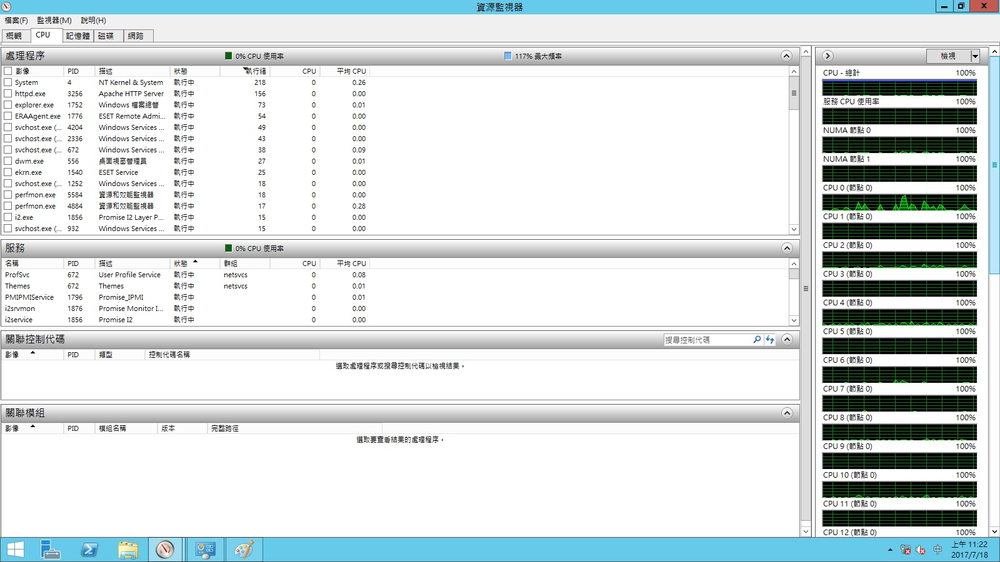 資源監視器
檔案(F) 監視器(M) 說明(H)
概觀 CPU 記憶體 磁碟 網路
處理程序 0% CPU 使用率 117% 最大頻率
影像 PID 描述 狀態 執行緒 CPU 平均 CPU
System 4 NT Kernel & System 執行中 218 0 0.26
httpd.exe 3256 Apache HTTP Server 執行中 156 0 0.00
explorer.exe 1752 Windows 檔案總管 執行中 73 0 0.01
ERAAgent.exe 1776 ESET Remote Admi... 執行中 54 0 0.00
svchost.exe (... 4204 Windows Services ... 執行中 49 0 0.00
svchost.exe (... 2336 Windows Services ... 執行中 43 0 0.00
svchost.exe (... 672 Windows Services ... 執行中 38 0 0.09
dwm.exe 556 桌面視窗管理員 執行中 27 0 0.01
ekrn.exe 1540 ESET Service 執行中 25 0 0.00
svchost.exe (... 1252 Windows Services ... 執行中 18 0 0.00
perfmon.exe 5584 資源和效能監視器 執行中 18 0 0.00
perfmon.exe 4884 資源和效能監視器 執行中 17 0 0.28
i2.exe 1856 Promise I2 Layer P... 執行中 15 0 0.00
svchost.exe (... 932 Windows Services ... 執行中 15 0 0.00
服務 0% CPU 使用率
名稱 PID 描述 狀態 群組 CPU 平均 CPU
ProfSvc 672 User Profile Service 執行中 netsvcs 0 0.08
Themes 672 Themes 執行中 netsvcs 0 0.01
PMIPMIService 1796 Promise_IPMI 執行中 0 0.01
i2srvmon 1876 Promise Monitor I... 執行中 0 0.00
i2service 1856 Promise I2 執行中 0 0.00
關聯控制代碼 搜尋控制代碼
影像 PID 類型 控制代碼名稱
選取處理程序或搜尋控制代碼以檢視結果。
關聯模組
影像 PID 模組名稱 版本 完整路徑
選取要查看結果的處理程序。
檢視
CPU - 總計 100%
服務 CPU 使用率 100%
NUMA 節點 0 100%
NUMA 節點 1 100%
CPU 0 (節點 0) 100%
CPU 1 (節點 0) 100%
CPU 2 (節點 0) 100%
CPU 3 (節點 0) 100%
CPU 4 (節點 0) 100%
CPU 5 (節點 0) 100%
CPU 6 (節點 0) 100%
CPU 7 (節點 0) 100%
CPU 8 (節點 0) 100%
CPU 9 (節點 0) 100%
CPU 10 (節點 0) 100%
CPU 11 (節點 0) 100%
CPU 12 (節點 0) 100%
中
上午 11:22
2017/7/18